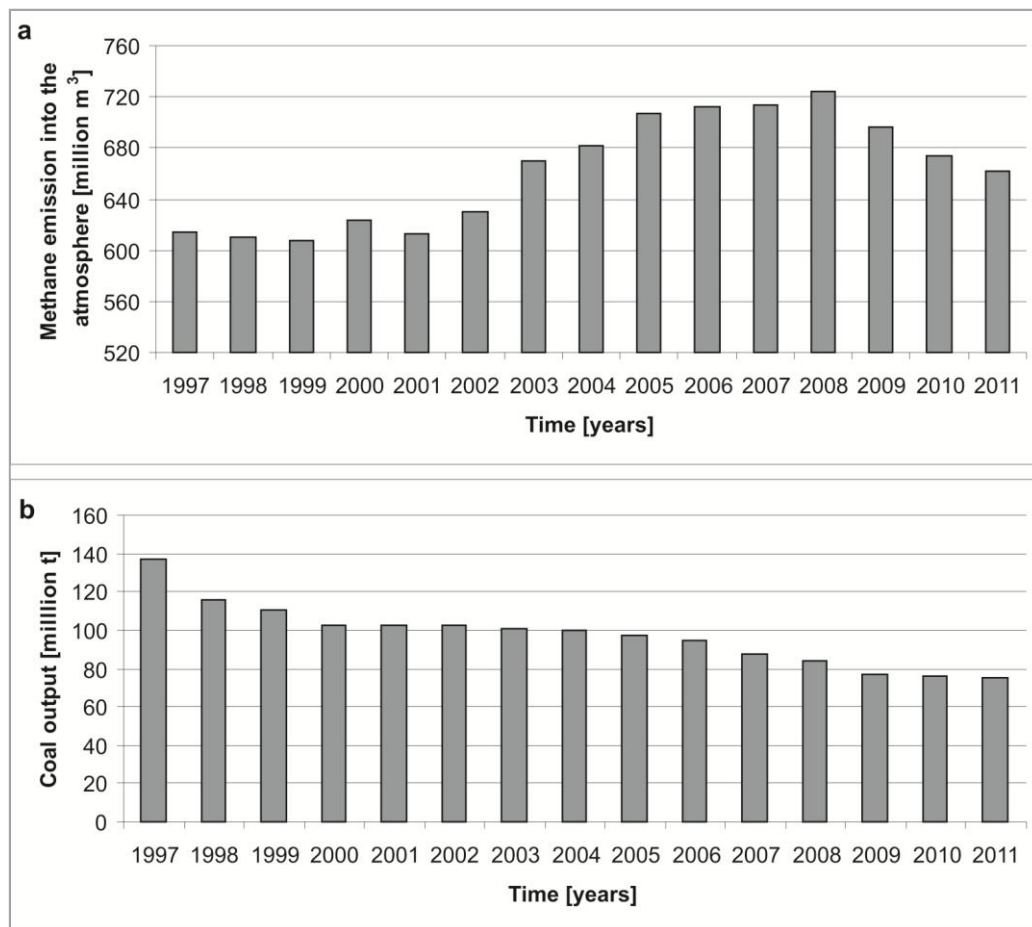 a
Methane emission into the
atmosphere [million m 3]
760
720
680
640
600
560
520
1997 1998 1999 2000 2001 2002 2003 2004 2005 2006 2007 2008 2009 2010 2011
Time [years]
b
Coal output [milllion t]
160
140
120
100
80
60
40
20
0
1997 1998 1999 2000 2001 2002 2003 2004 2005 2006 2007 2008 2009 2010 2011
Time [years]